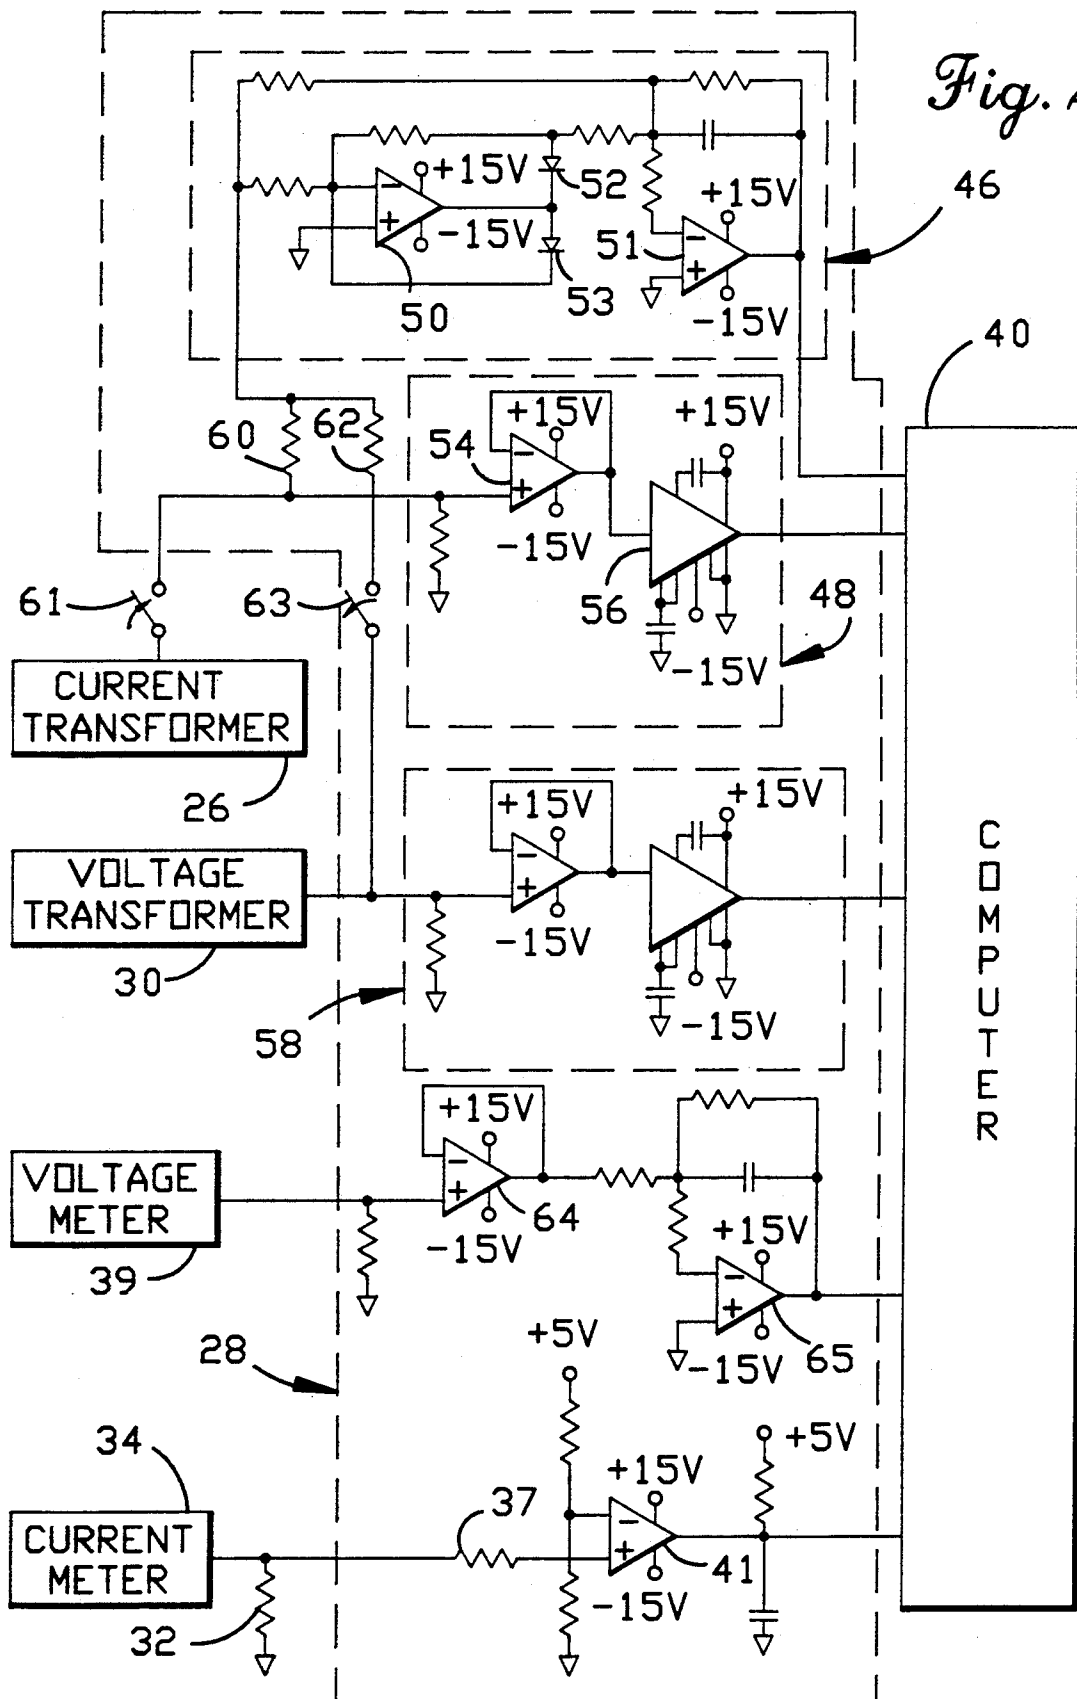 Fig.
+15V
52
-15V
50
53
+15V
51
-15V
46
40
60
62
54
+15V
-15V
+15V
56
-15V
48
61
63
CURRENT
TRANSFORMER
26
VOLTAGE
TRANSFORMER
30
+15V
-15V
+15V
-15V
58
COMPUTER
VOLTAGE
METER
39
+15V
-15V
64
+15V
-15V
65
28
+5V
34
CURRENT
METER
32
37
+15V
-15V
41
+5V